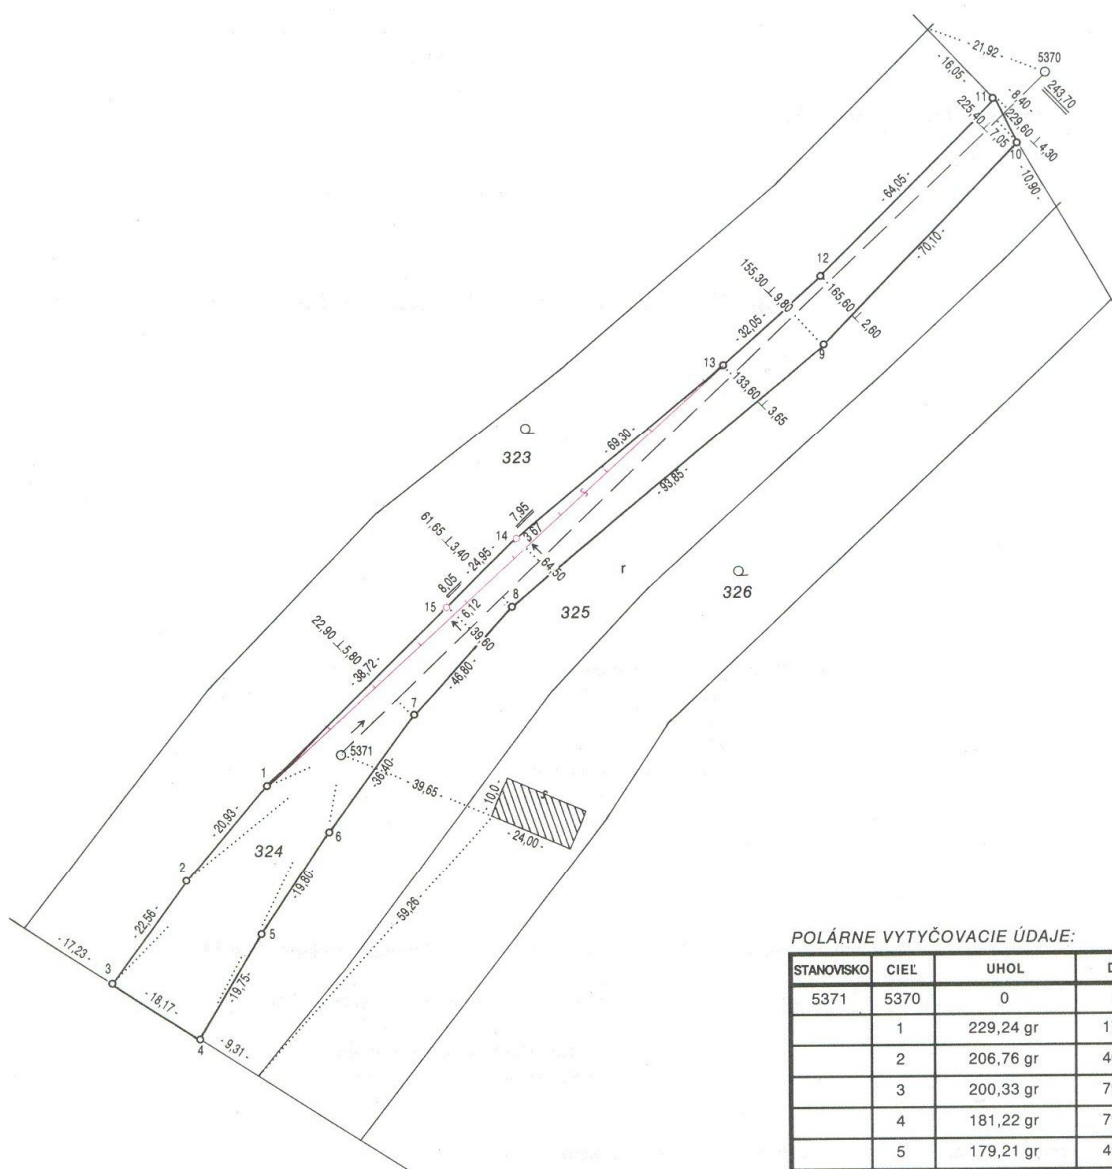 - 21,92 -
5370
243,70
- 16,05 -
11
- 8,40 -
225,40 ⊥ 7,05
229,60 ⊥ 4,30
10
- 10,90 -
- 64,05 -
- 70,10 -
12
155,30 ⊥ 9,80
165,60 ⊥ 2,60
- 32,05 -
9
13
133,60 ⊥ 3,65
- 69,30 -
323
- 93,85 -
7,95
14
3,67
61,65 ⊥ 3,40
- 24,95 -
64,50
r
326
8,05
8
325
15
6,12
39,60
22,90 ⊥ 5,80
- 38,72 -
- 46,80 -
7
5371
1
- 36,40 -
- 39,65 -
10,0
s
- 24,00 -
- 20,93 -
6
324
2
- 19,80 -
- 59,26 -
- 22,56 -
5
- 17,23 -
3
- 19,75 -
- 18,17 -
4
- 9,31 -
POLÁRNE VYTYČOVACIE ÚDAJE:
STANOVISKO CIEĽ UHOL D
5371 5370 0
1 229,24 gr 1
2 206,76 gr 4
3 200,33 gr 7
4 181,22 gr 7
5 179,21 gr 4